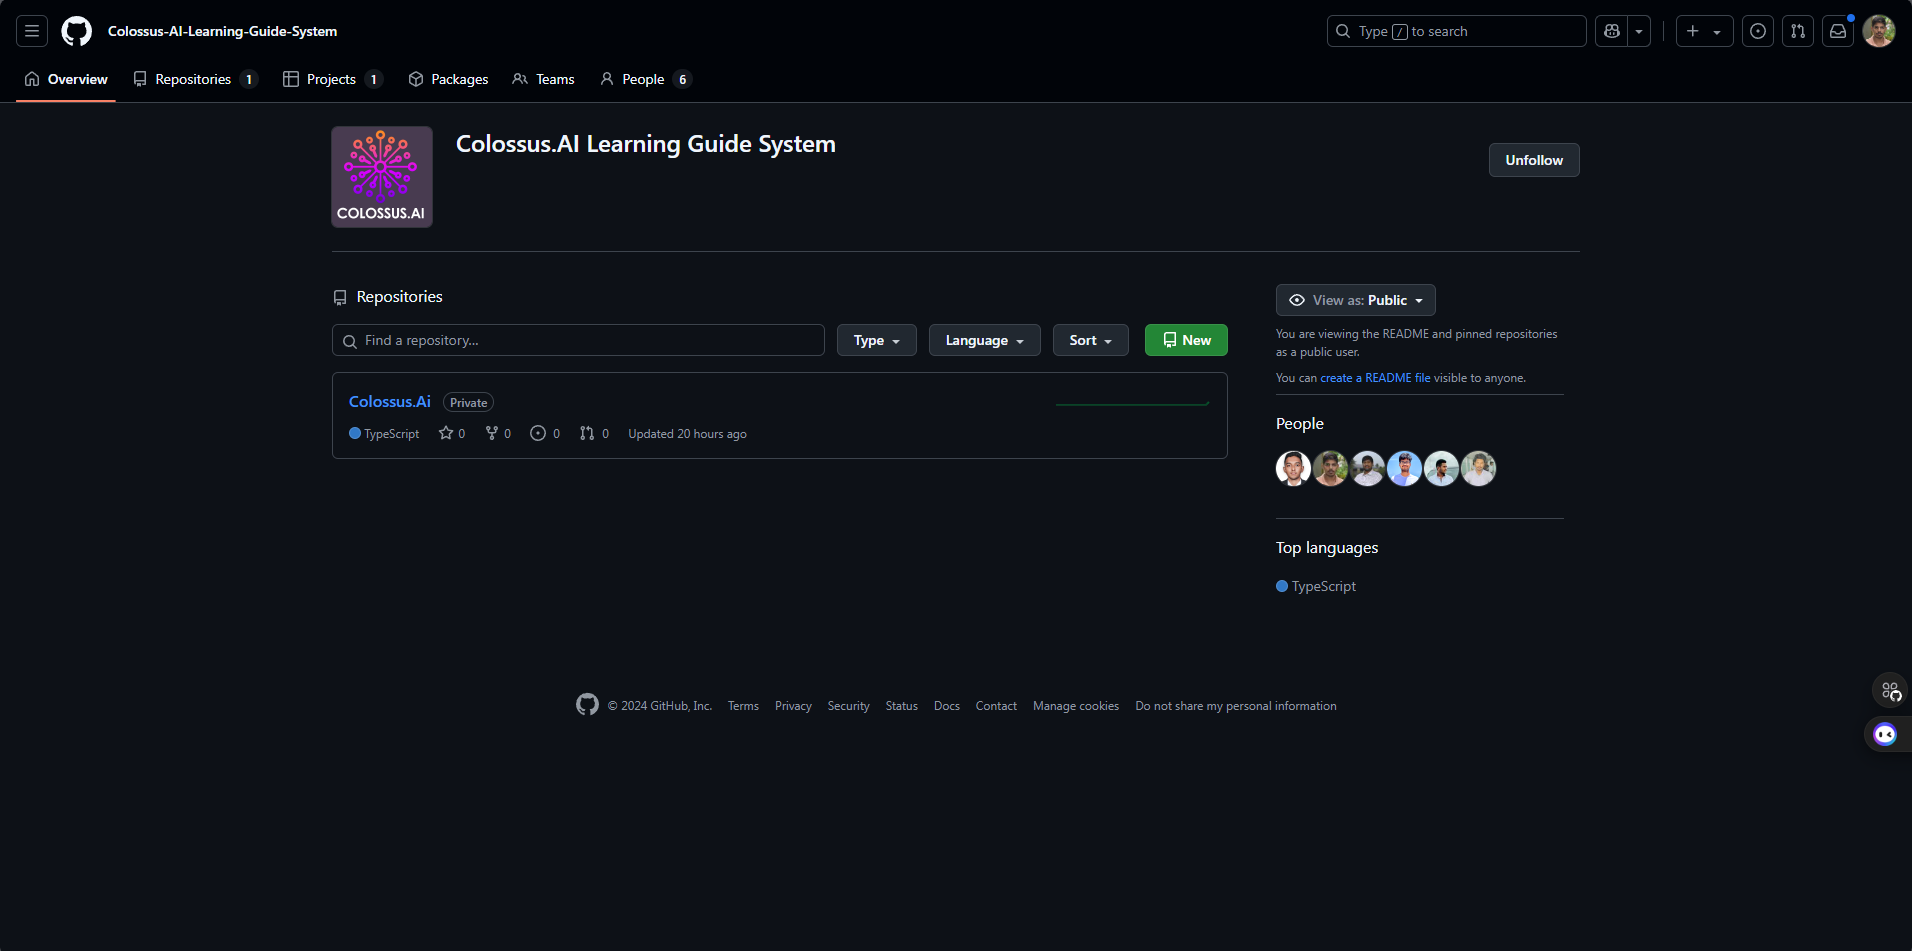 Colossus-AI-Learning-Guide-System
Type / to search
Overview
Repositories 1
Projects 1
Packages
Teams
People 6
COLOSSUS.AI
Colossus.AI Learning Guide System
Unfollow
Repositories
Find a repository...
Type
Language
Sort
New
Colossus.Ai Private
TypeScript 0 0 0 0 Updated 20 hours ago
View as: Public
You are viewing the README and pinned repositories
as a public user.
You can create a README file visible to anyone.
People
Top languages
TypeScript
© 2024 GitHub, Inc. Terms Privacy Security Status Docs Contact Manage cookies Do not share my personal information